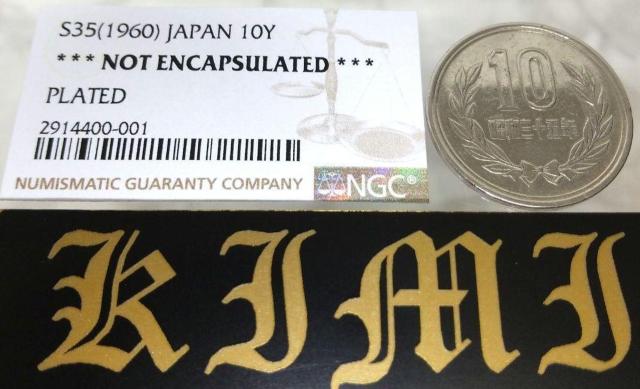 S35(1960) JAPAN 10Y
*** NOT ENCAPSULATED ***
PLATED
2914400-001
NUMISMATIC GUARANTY COMPANY NGC®
10
昭和三十五年
KIMI